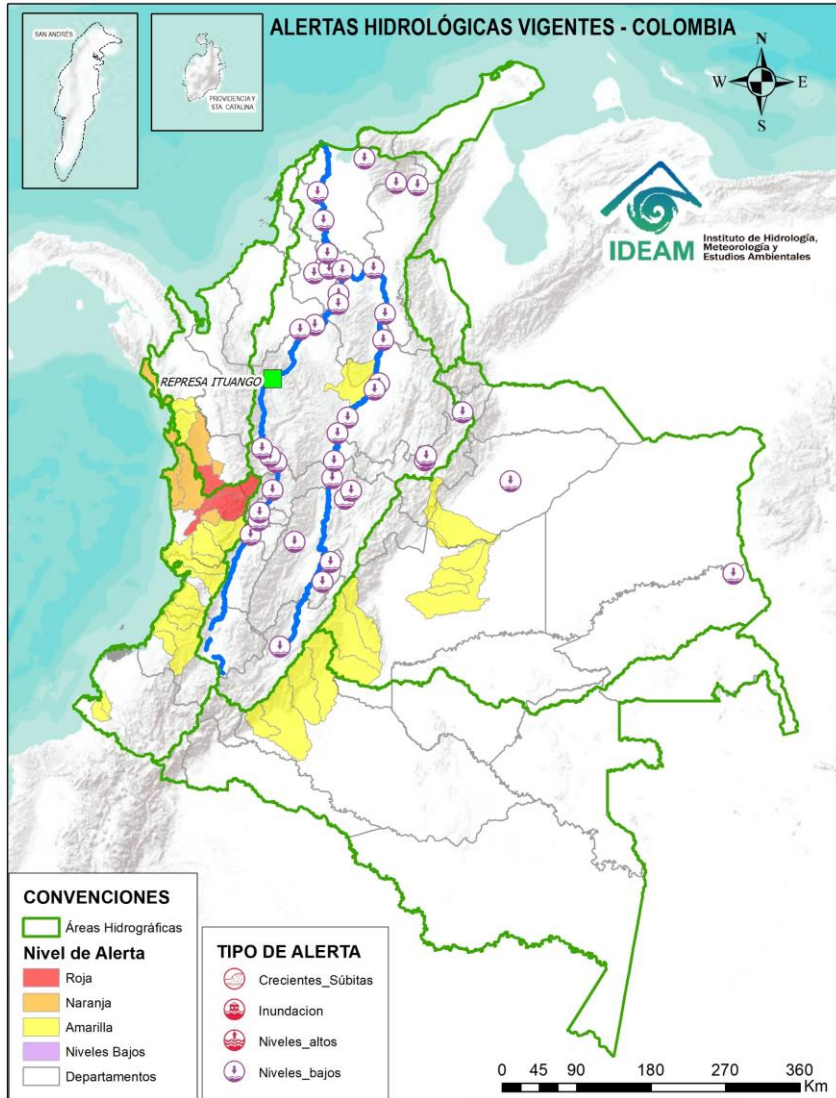 SAN ANDRÉS
PROVIDENCIA Y
STA. CATALINA
ALERTAS HIDROLÓGICAS VIGENTES - COLOMBIA
N
W
E
S
IDEAM
Instituto de Hidrología,
Meteorología y
Estudios Ambientales
REPRESA ITUANGO
CONVENCIONES
Áreas Hidrográficas
Nivel de Alerta
Roja
Naranja
Amarilla
Niveles Bajos
Departamentos
TIPO DE ALERTA
Crecientes_Súbitas
Inundacion
Niveles_altos
Niveles_bajos
0 45 90 180 270 360
Km